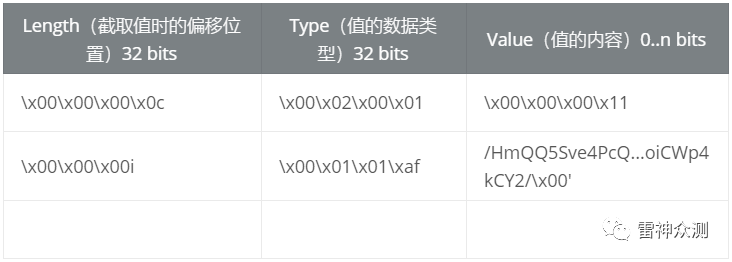 Length（截取值时的偏移位
置）32 bits
Type（值的数据类
型）32 bits
Value（值的内容）0..n bits
\x00\x00\x00\x0c
\x00\x02\x00\x01
\x00\x00\x00\x11
\x00\x00\x00i
\x00\x01\x01\xaf
/HmQQ5Sve4PcQ...oiCWp4
kCY2/\x00'
雷神众测